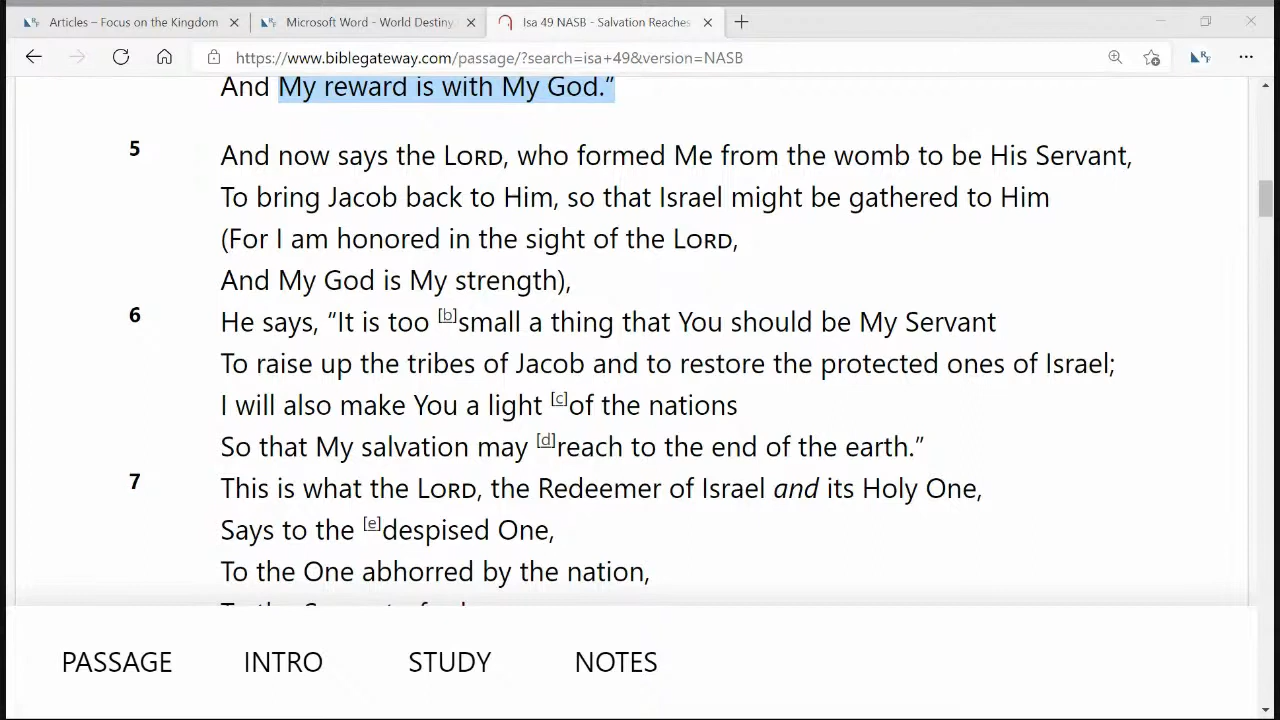 Articles – Focus on the Kingdom
Microsoft Word - World Destiny
Isa 49 NASB - Salvation Reaches
https://www.biblegateway.com/passage/?search=isa+49&version=NASB
And My reward is with My God.”
5 And now says the LORD, who formed Me from the womb to be His Servant,
To bring Jacob back to Him, so that Israel might be gathered to Him
(For I am honored in the sight of the LORD,
And My God is My strength),
6 He says, “It is too [b]small a thing that You should be My Servant
To raise up the tribes of Jacob and to restore the protected ones of Israel;
I will also make You a light [c]of the nations
So that My salvation may [d]reach to the end of the earth.”
7 This is what the LORD, the Redeemer of Israel and its Holy One,
Says to the [e]despised One,
To the One abhorred by the nation,
PASSAGE INTRO STUDY NOTES